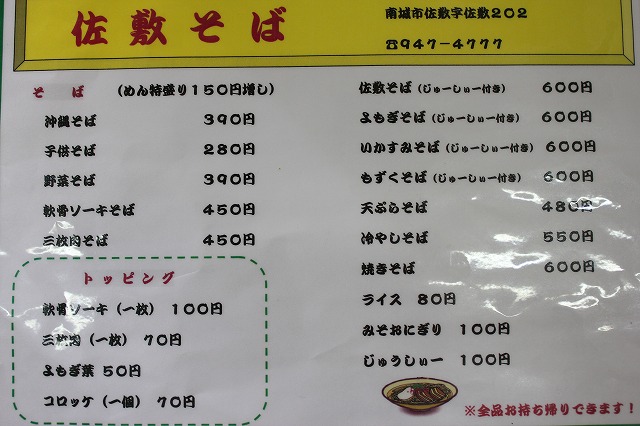 佐敷そば
南城市佐敷字佐敷202
☎947-4777
そば (めん特盛り150円増し)
沖縄そば 390円
子供そば 280円
野菜そば 390円
軟骨ソーキそば 450円
三枚肉そば 450円
トッピング
軟骨ソーキ(一枚) 100円
三枚肉(一枚) 70円
よもぎ葉 50円
コロッケ(一個) 70円
佐敷そば(じゅーしぃー付き) 600円
よもぎそば(じゅーしぃー付き) 600円
いかすみそば(じゅーしぃー付き) 600円
もずくそば(じゅーしぃー付き) 600円
天ぷらそば 480円
冷やしそば 550円
焼きそば 600円
ライス 80円
みそおにぎり 100円
じゅうしぃー 100円
※全品お持ち帰りできます!